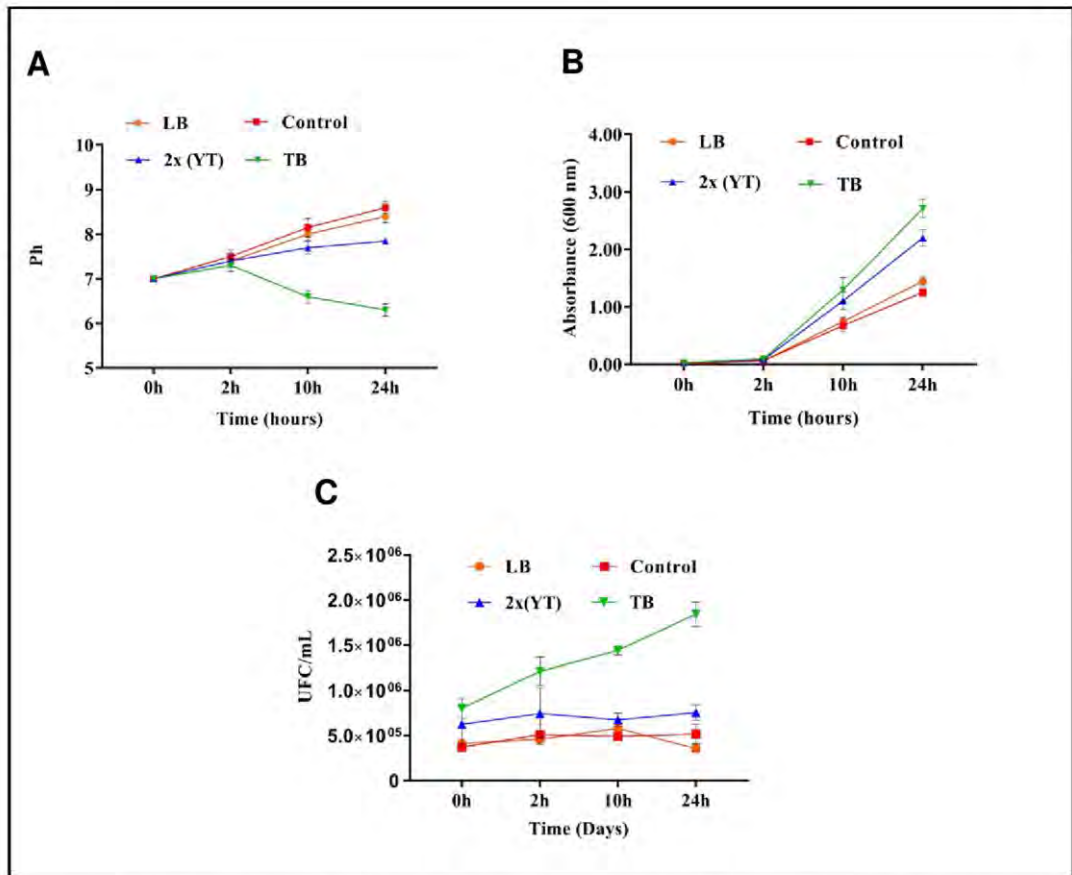 A
LB
Control
2x (YT)
TB
Ph
10
9
8
7
6
5
0h 2h 10h 24h
Time (hours)
B
LB
Control
2x (YT)
TB
Absorbance (600 nm)
4.00
3.00
2.00
1.00
0.00
0h 2h 10h 24h
Time (hours)
C
LB
Control
2x(YT)
TB
UFC/mL
2.5×10⁰⁶
2.0×10⁰⁶
1.5×10⁰⁶
1.0×10⁰⁶
5.0×10⁰⁵
0
0h 2h 10h 24h
Time (Days)